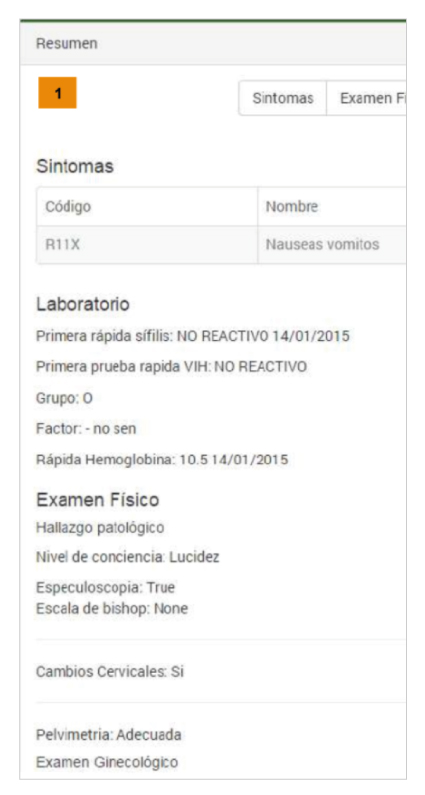 Resumen
1
Sintomas Examen Fí
Sintomas
Código Nombre
R11X Nauseas vomitos
Laboratorio
Primera rápida sífilis: NO REACTIV0 14/01/2015
Primera prueba rapida VIH: NO REACTIVO
Grupo: O
Factor: - no sen
Rápida Hemoglobina: 10.5 14/01/2015
Examen Físico
Hallazgo patológico
Nivel de conciencia: Lucidez
Especuloscopia: True
Escala de bishop: None
Cambios Cervicales: Si
Pelvimetria: Adecuada
Examen Ginecológico